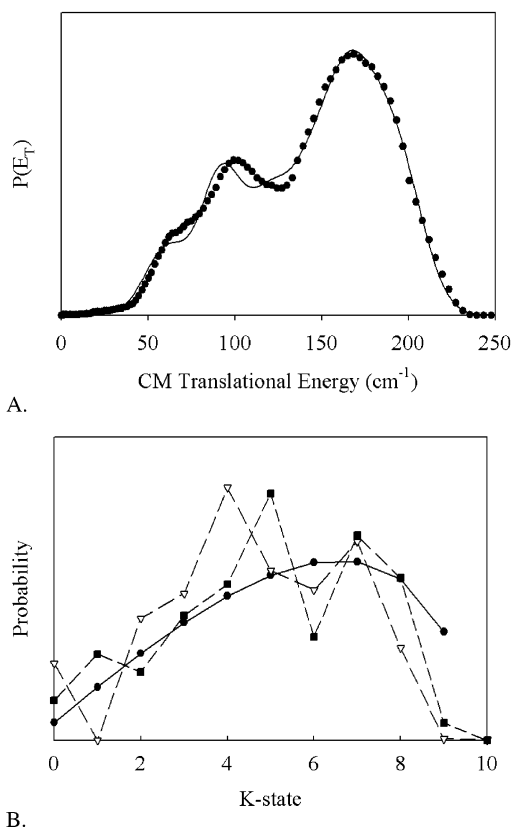 P(E_T)
0 50 100 150 200 250
CM Translational Energy (cm⁻¹)
A.
Probability
0 2 4 6 8 10
K-state
B.